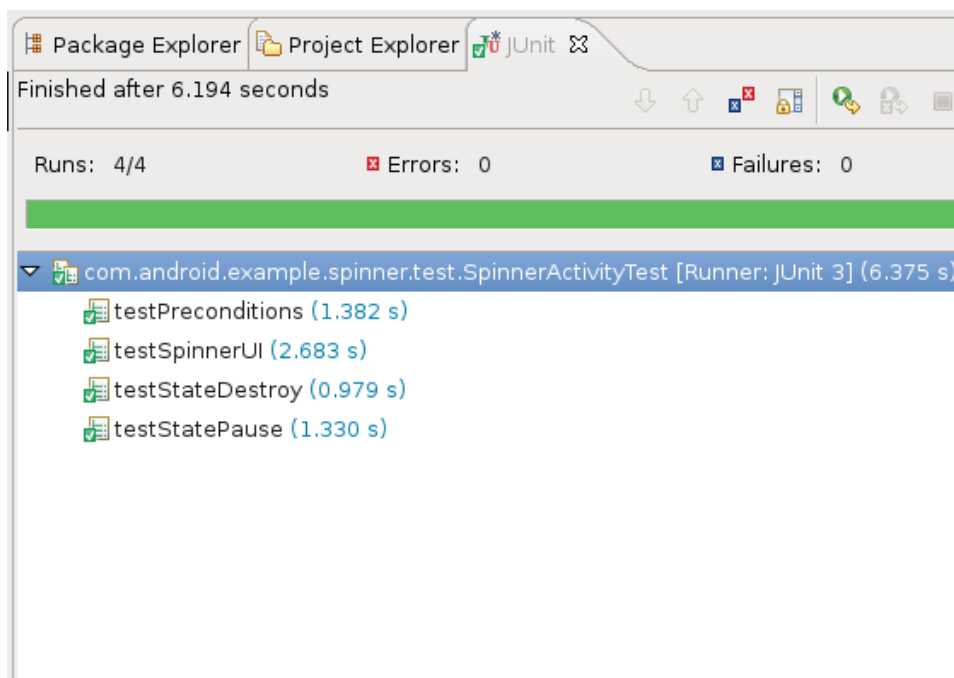 Package Explorer Project Explorer JUnit
Finished after 6.194 seconds
Runs: 4/4 Errors: 0 Failures: 0
com.android.example.spinner.test.SpinnerActivityTest [Runner: JUnit 3] (6.375 s)
testPreconditions (1.382 s)
testSpinnerUI (2.683 s)
testStateDestroy (0.979 s)
testStatePause (1.330 s)